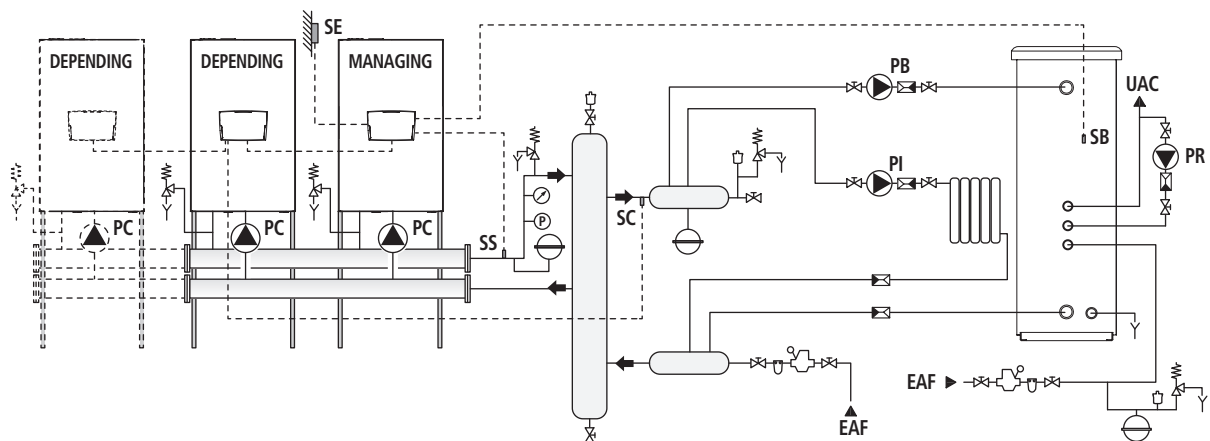 SE
DEPENDING
DEPENDING
MANAGING
PB
UAC
SB
PR
PI
SC
PC
PC
PC
SS
P
EAF
EAF